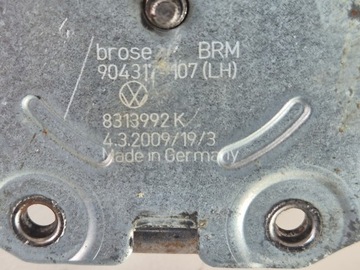 brose BRM
904317 107 (LH)
8313992 K
4.3.2009/19/3
Made in Germany